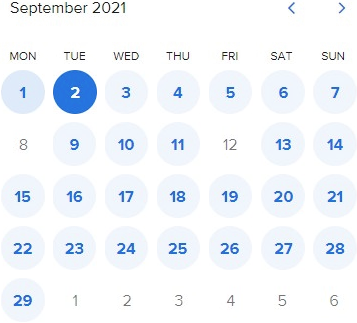 September 2021
MON TUE WED THU FRI SAT SUN
1 2 3 4 5 6 7
8 9 10 11 12 13 14
15 16 17 18 19 20 21
22 23 24 25 26 27 28
29 1 2 3 4 5 6